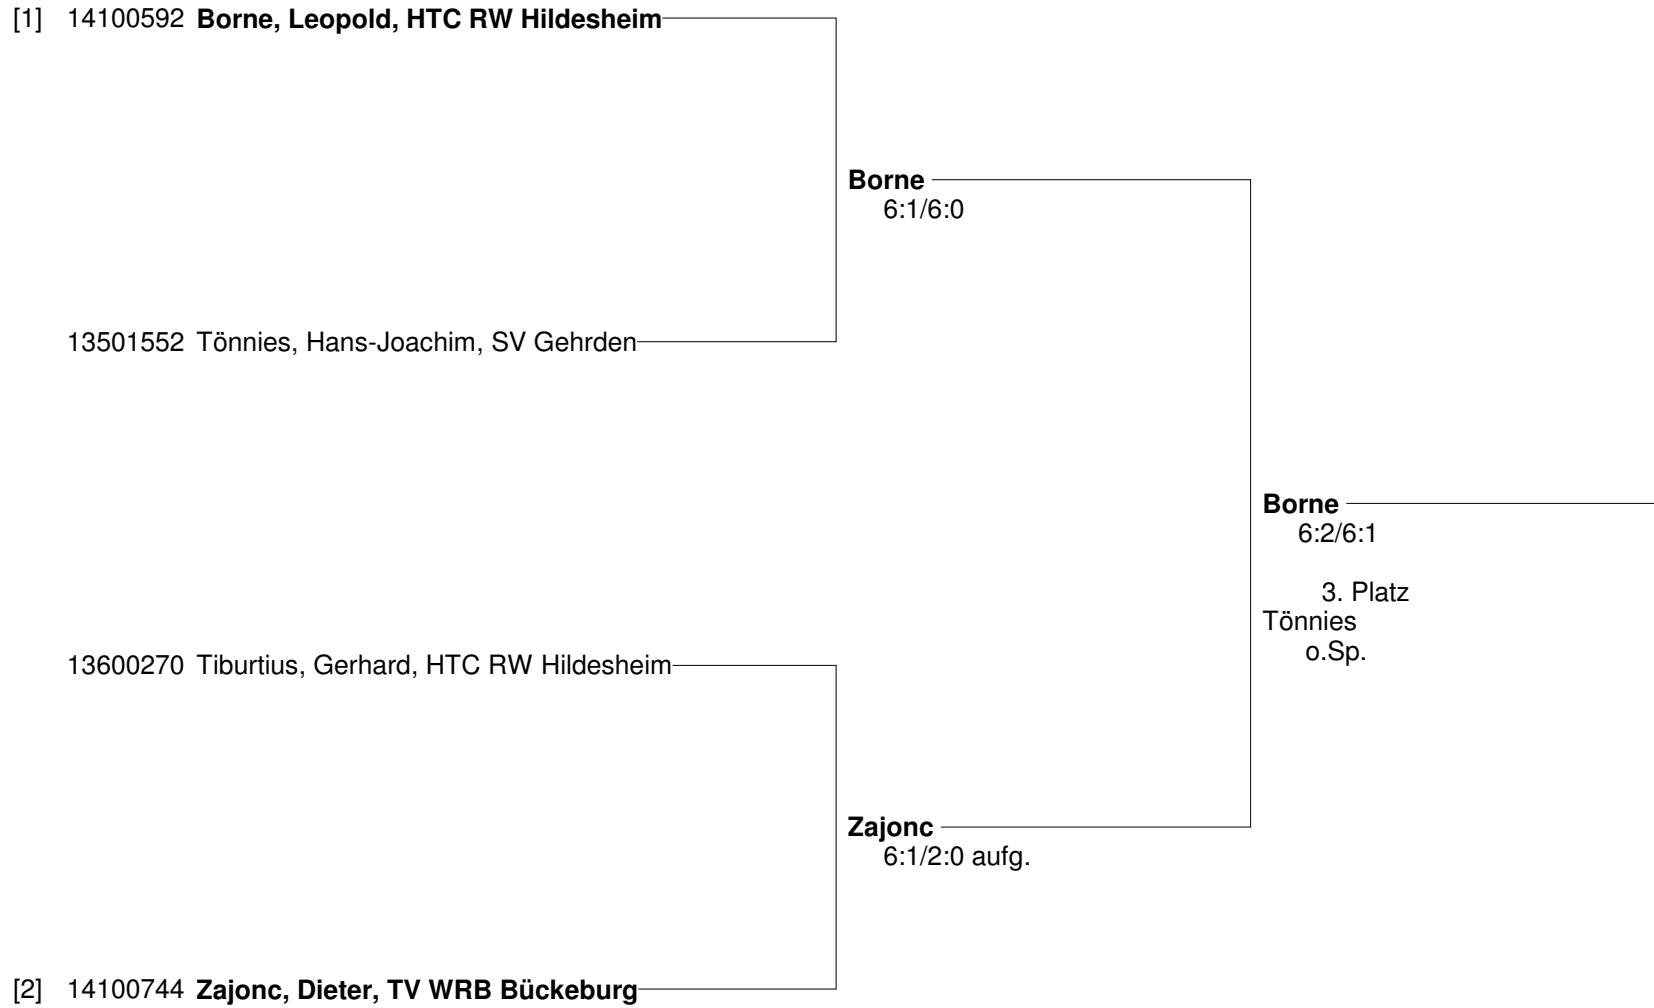 [1] 14100592 Borne, Leopold, HTC RW Hildesheim
Borne
6:1/6:0
13501552 Tönnies, Hans-Joachim, SV Gehrden
Borne
6:2/6:1
3. Platz
Tönnies
o.Sp.
13600270 Tiburtius, Gerhard, HTC RW Hildesheim
Zajonc
6:1/2:0 aufg.
[2] 14100744 Zajonc, Dieter, TV WRB Bückeburg